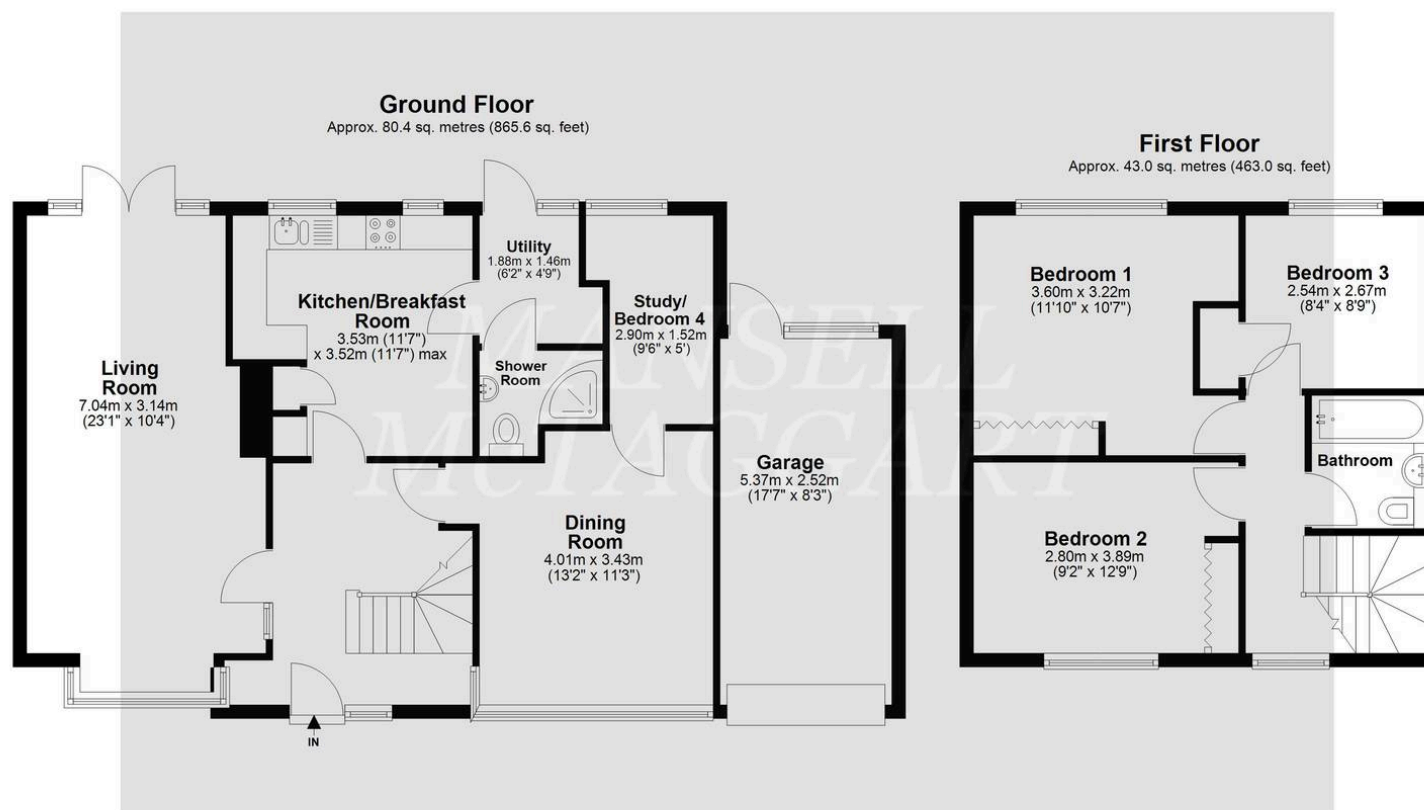 Ground Floor
Approx. 80.4 sq. metres (865.6 sq. feet)
Living
Room
7.04m x 3.14m
(23'1" x 10'4")
Kitchen/Breakfast
Room
3.53m (11'7")
x 3.52m (11'7") max
Utility
1.88m x 1.46m
(6'2" x 4'9")
Study/
Bedroom 4
2.90m x 1.52m
(9'6" x 5')
Shower
Room
Dining
Room
4.01m x 3.43m
(13'2" x 11'3")
Garage
5.37m x 2.52m
(17'7" x 8'3")
IN
First Floor
Approx. 43.0 sq. metres (463.0 sq. feet)
Bedroom 1
3.60m x 3.22m
(11'10" x 10'7")
Bedroom 3
2.54m x 2.67m
(8'4" x 8'9")
Bathroom
Bedroom 2
2.80m x 3.89m
(9'2" x 12'9")
MANSELL
McTAGGART